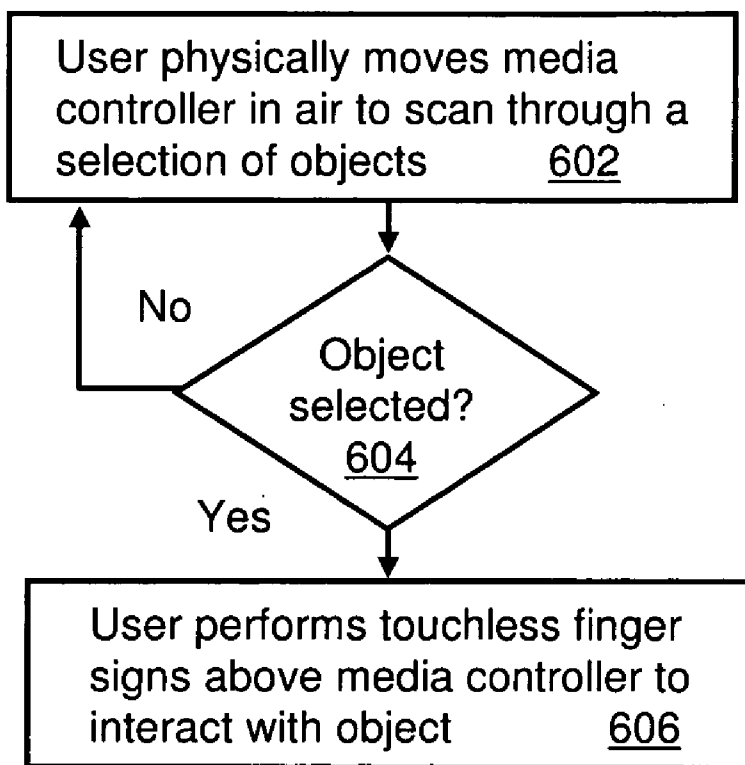 User physically moves media
controller in air to scan through a
selection of objects 602
No
Object
selected?
604
Yes
User performs touchless finger
signs above media controller to
interact with object 606